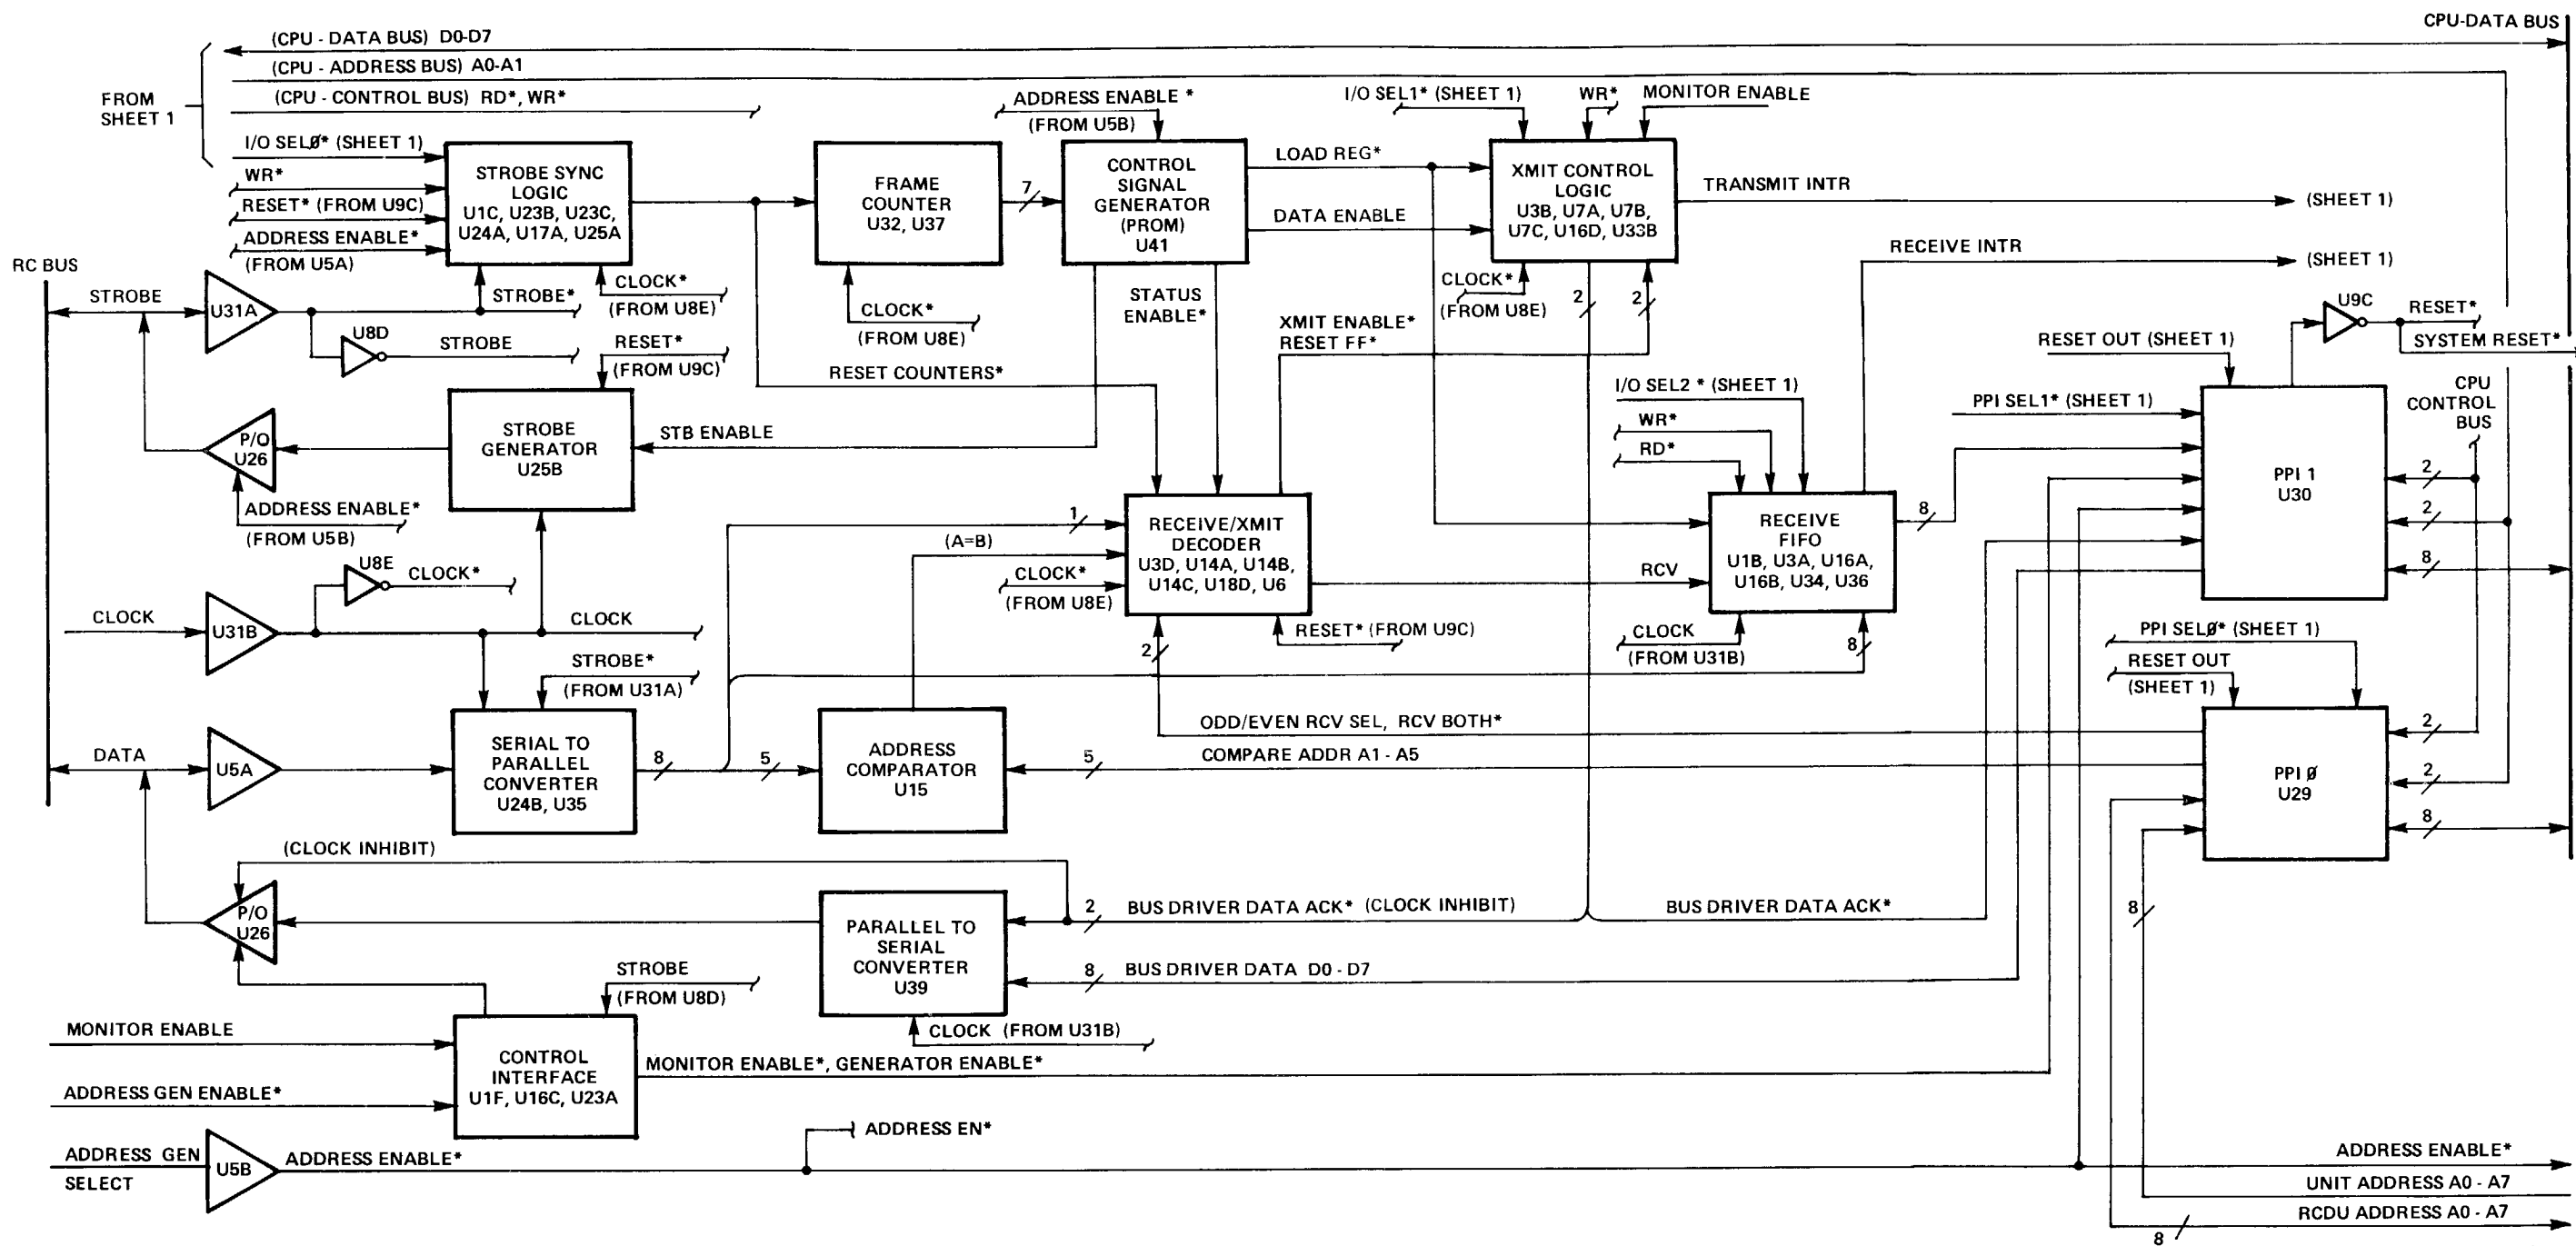 (CPU - DATA BUS) D0-D7
CPU-DATA BUS
(CPU - ADDRESS BUS) A0-A1
(CPU - CONTROL BUS) RD*, WR*
FROM
SHEET 1
I/O SELØ* (SHEET 1)
WR*
RESET* (FROM U9C)
ADDRESS ENABLE*
(FROM U5A)
STROBE SYNC
LOGIC
U1C, U23B, U23C,
U24A, U17A, U25A
CLOCK*
(FROM U8E)
FRAME
COUNTER
U32, U37
CLOCK*
(FROM U8E)
7
ADDRESS ENABLE *
(FROM U5B)
CONTROL
SIGNAL
GENERATOR
(PROM)
U41
LOAD REG*
DATA ENABLE
STATUS
ENABLE*
I/O SEL1* (SHEET 1)
WR*
MONITOR ENABLE
XMIT CONTROL
LOGIC
U3B, U7A, U7B,
U7C, U16D, U33B
TRANSMIT INTR
(SHEET 1)
RECEIVE INTR
(SHEET 1)
CLOCK*
(FROM U8E)
2
2
XMIT ENABLE*
RESET FF*
RC BUS
STROBE
U31A
STROBE*
U8D
STROBE
RESET*
(FROM U9C)
RESET COUNTERS*
STROBE
GENERATOR
U25B
STB ENABLE
P/O
U26
ADDRESS ENABLE*
(FROM U5B)
U8E
CLOCK*
CLOCK
U31B
CLOCK
STROBE*
(FROM U31A)
1
(A=B)
CLOCK*
(FROM U8E)
RECEIVE/XMIT
DECODER
U3D, U14A, U14B,
U14C, U18D, U6
RCV
RESET* (FROM U9C)
2
I/O SEL2 * (SHEET 1)
WR*
RD*
RECEIVE
FIFO
U1B, U3A, U16A,
U16B, U34, U36
8
CLOCK
(FROM U31B)
8
U9C
RESET*
SYSTEM RESET*
RESET OUT (SHEET 1)
PPI SEL1* (SHEET 1)
CPU
CONTROL
BUS
PPI 1
U30
2
2
8
PPI SELØ* (SHEET 1)
RESET OUT
(SHEET 1)
PPI Ø
U29
2
2
8
8
DATA
U5A
SERIAL TO
PARALLEL
CONVERTER
U24B, U35
8
5
ADDRESS
COMPARATOR
U15
5
ODD/EVEN RCV SEL, RCV BOTH*
COMPARE ADDR A1 - A5
(CLOCK INHIBIT)
P/O
U26
PARALLEL TO
SERIAL
CONVERTER
U39
2
BUS DRIVER DATA ACK* (CLOCK INHIBIT)
BUS DRIVER DATA ACK*
8
BUS DRIVER DATA D0 - D7
CLOCK (FROM U31B)
STROBE
(FROM U8D)
MONITOR ENABLE
ADDRESS GEN ENABLE*
CONTROL
INTERFACE
U1F, U16C, U23A
MONITOR ENABLE*, GENERATOR ENABLE*
ADDRESS GEN
SELECT
U5B
ADDRESS ENABLE*
ADDRESS EN*
ADDRESS ENABLE*
UNIT ADDRESS A0 - A7
RCDU ADDRESS A0 - A7
8